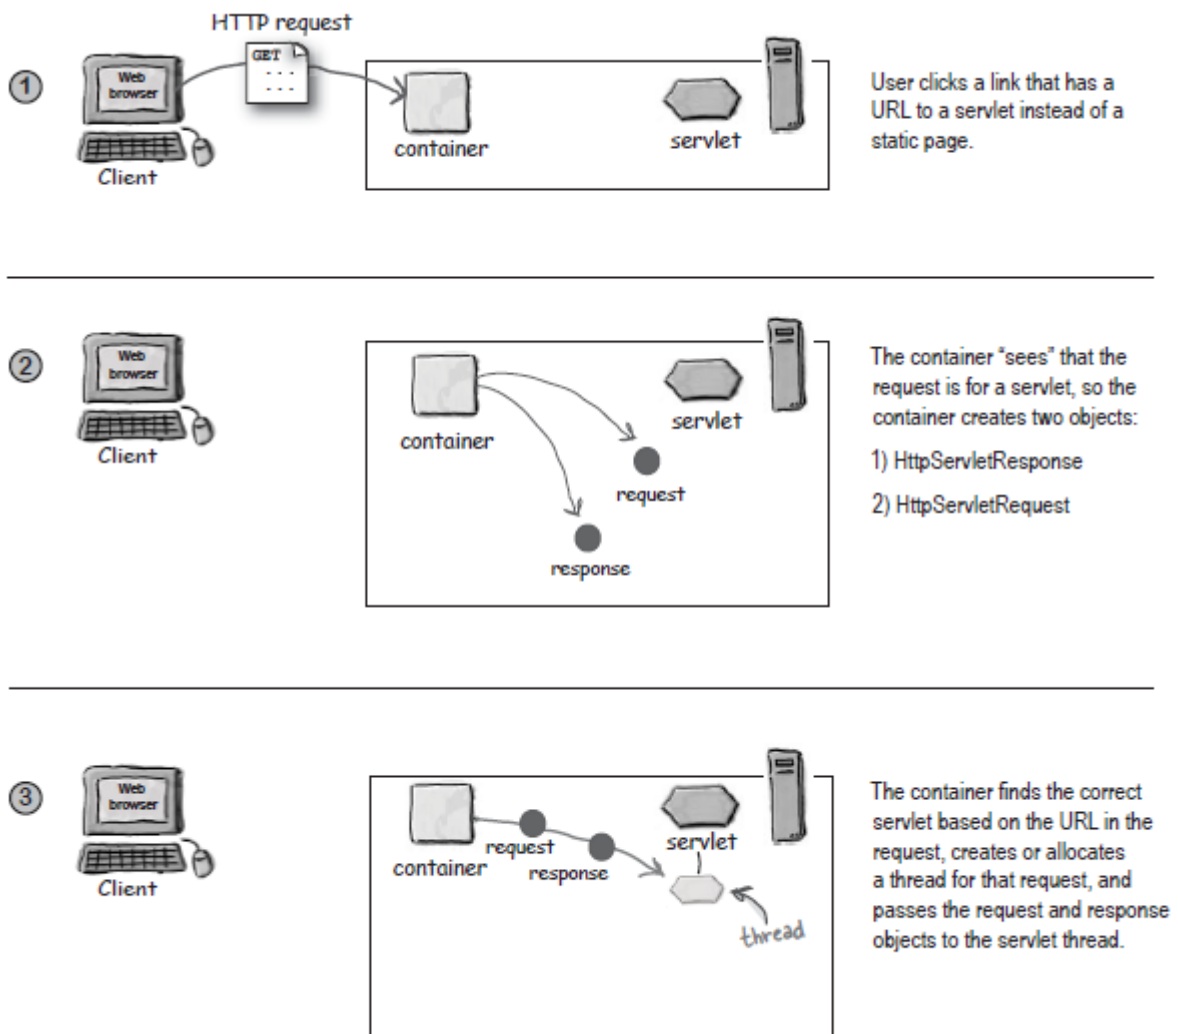 HTTP request
1
GET
. . .
. . .
Web
browser
Client
container
servlet
User clicks a link that has a
URL to a servlet instead of a
static page.
2
Web
browser
Client
container
servlet
request
response
The container “sees” that the
request is for a servlet, so the
container creates two objects:
1) HttpServletResponse
2) HttpServletRequest
3
Web
browser
Client
container
request
response
servlet
thread
The container finds the correct
servlet based on the URL in the
request, creates or allocates
a thread for that request, and
passes the request and response
objects to the servlet thread.